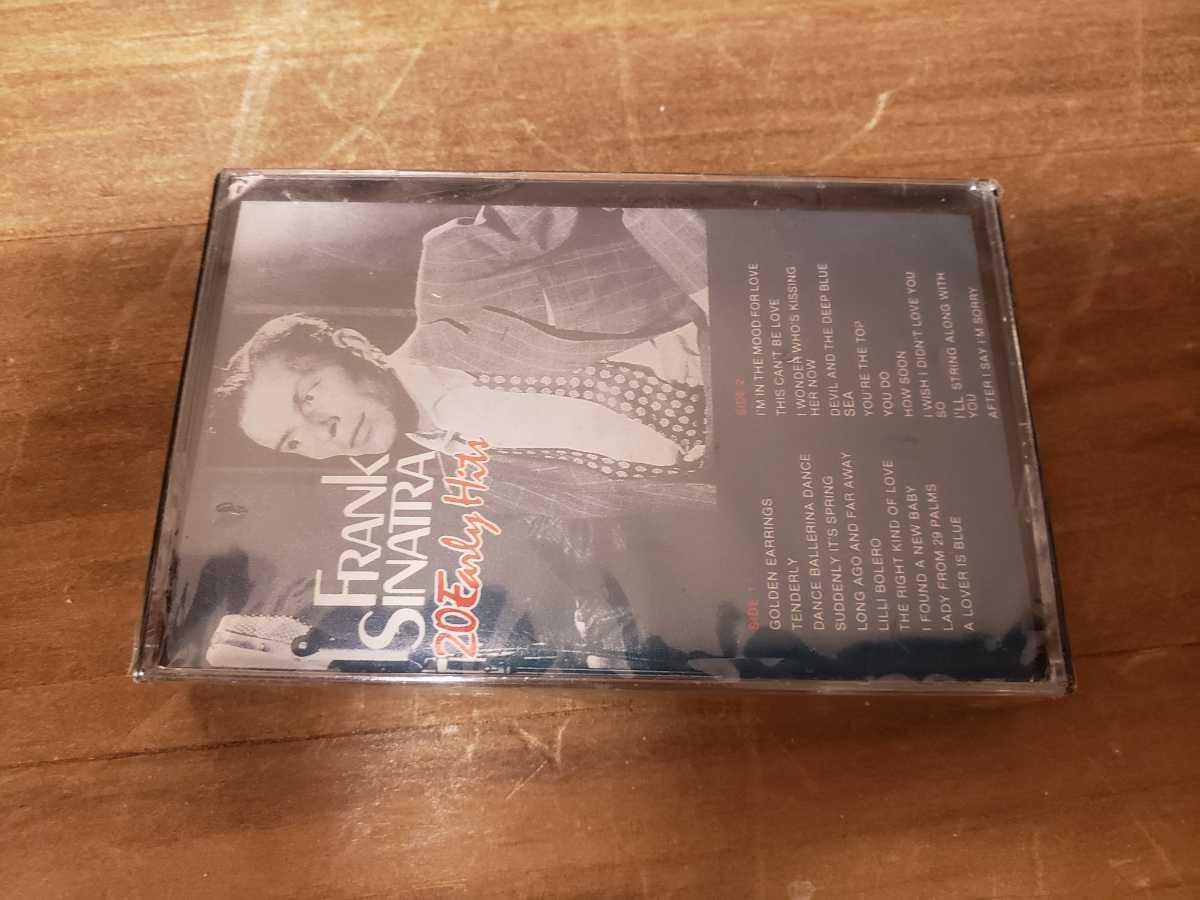 FRANK
SINATRA
20 Early Hits
SIDE 1
GOLDEN EARRINGS
TENDERLY
DANCE BALLERINA DANCE
SUDDENLY IT'S SPRING
LONG AGO AND FAR AWAY
LILLI BOLERO
THE RIGHT KIND OF LOVE
I FOUND A NEW BABY
LADY FROM 29 PALMS
A LOVER IS BLUE
SIDE 2
I'M IN THE MOOD FOR LOVE
THIS CAN'T BE LOVE
I WONDER WHO'S KISSING
HER NOW
DEVIL AND THE DEEP BLUE
SEA
YOU'RE THE TOP
YOU DO
HOW SOON
I WISH I DIDN'T LOVE YOU
SO
I'LL STRING ALONG WITH
YOU
AFTER I SAY I'M SORRY